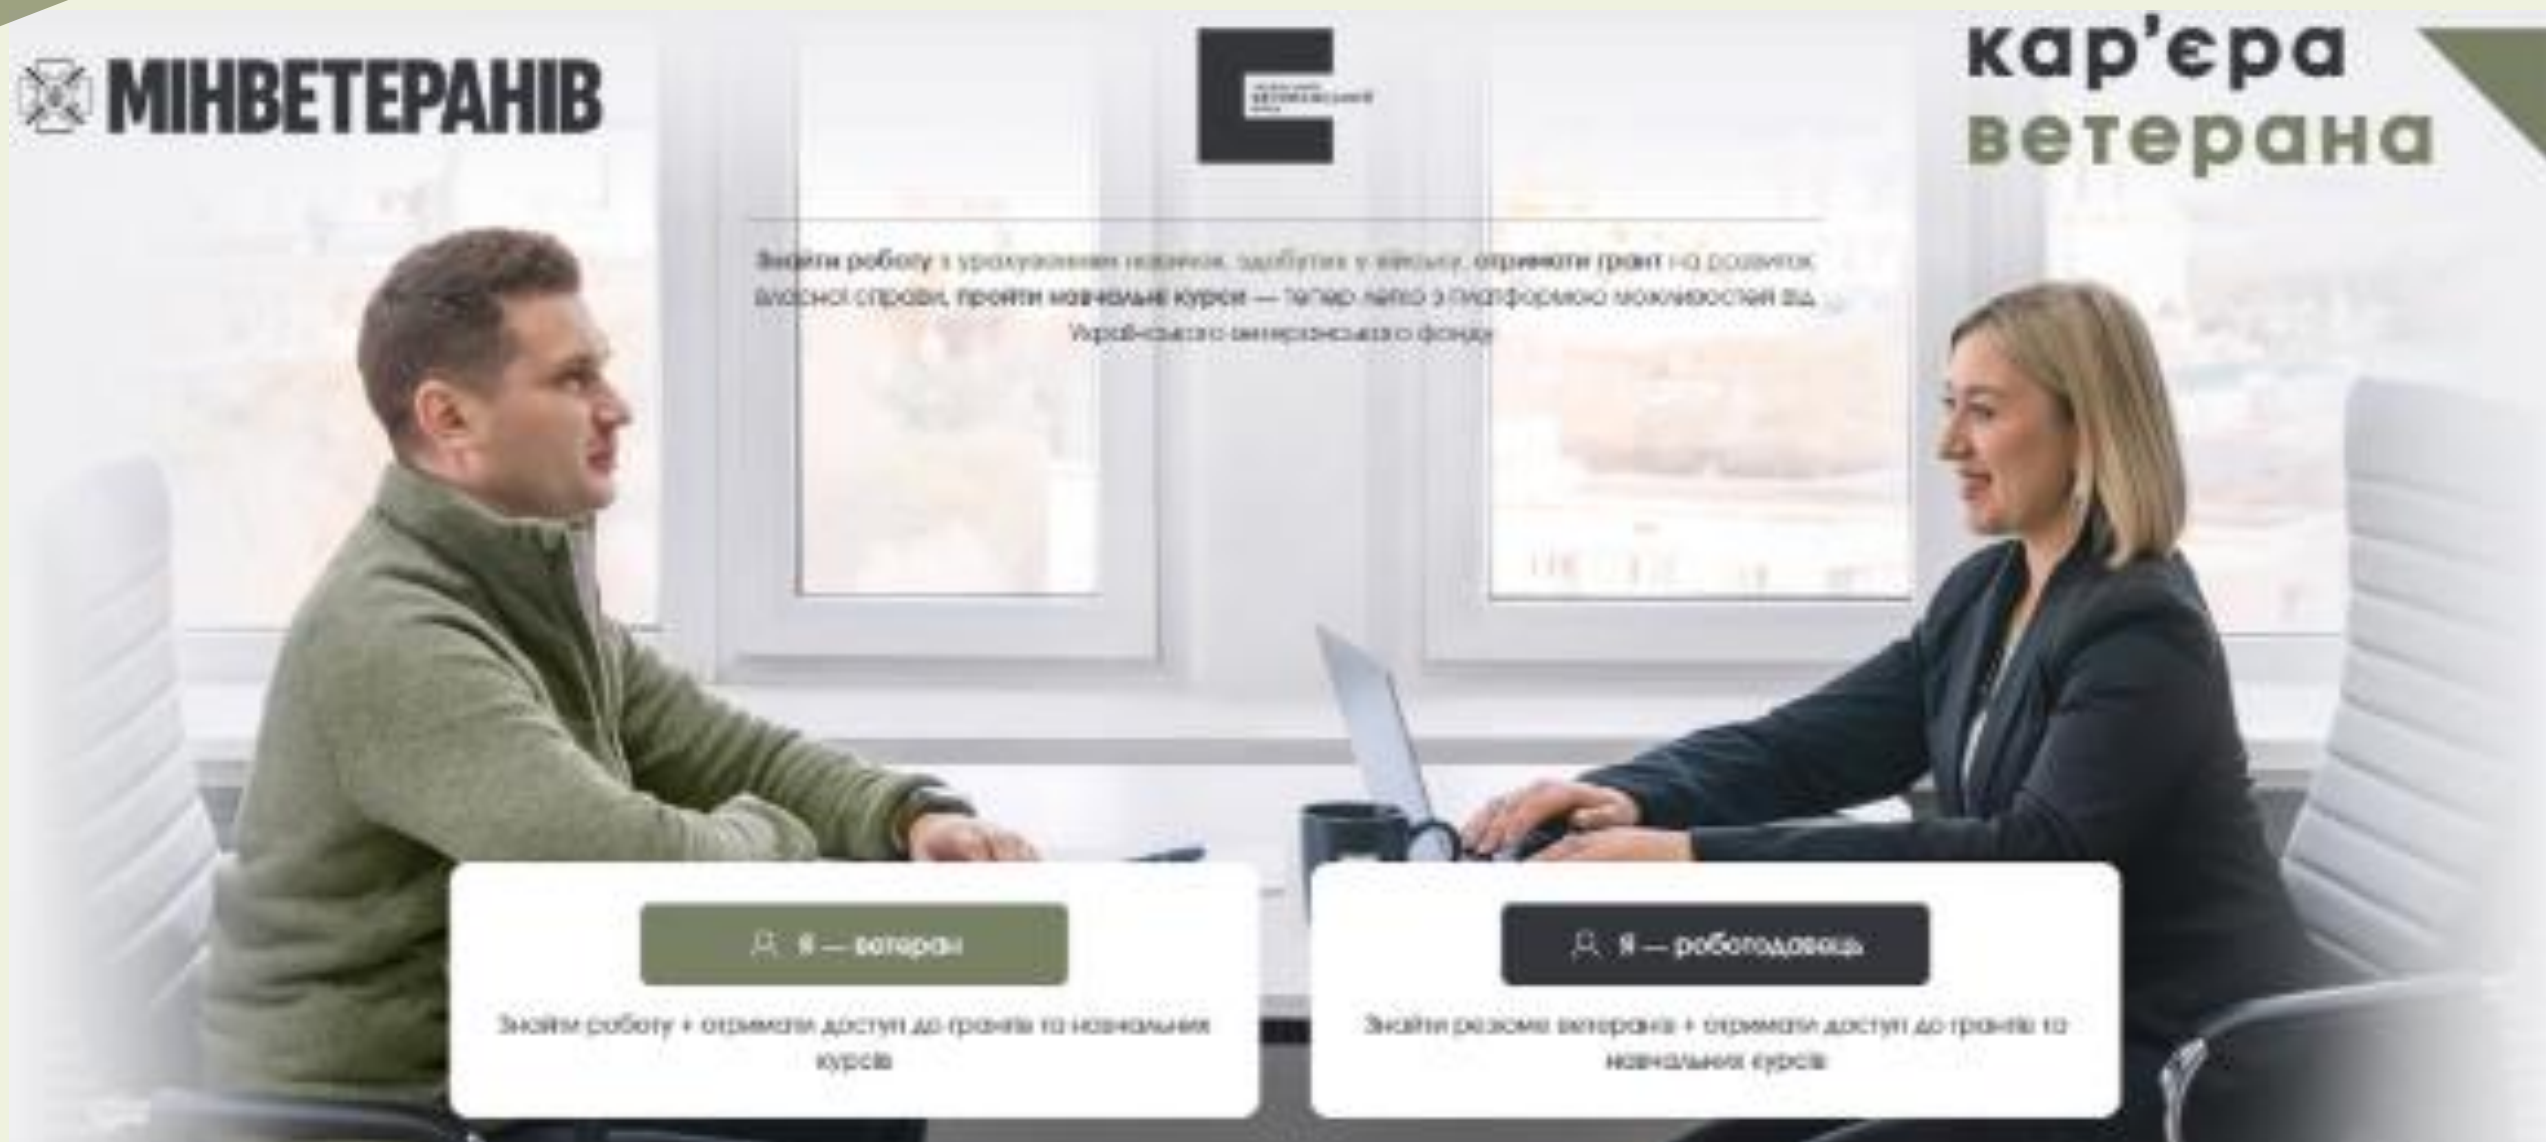 МІНВЕТЕРАНІВ
кар’єра
ветерана
Знайти роботу з урахуванням навичок, здобутих у війську, отримати грант на розвиток
власної справи, пройти навчальні курси — тепер легко з платформою можливостей від
Українського ветеранського фонду
Я — ветеран
Знайти роботу + отримати доступ до грантів та навчальних
курсів
Я — роботодавець
Знайти резюме ветеранів + отримати доступ до грантів та
навчальних курсів